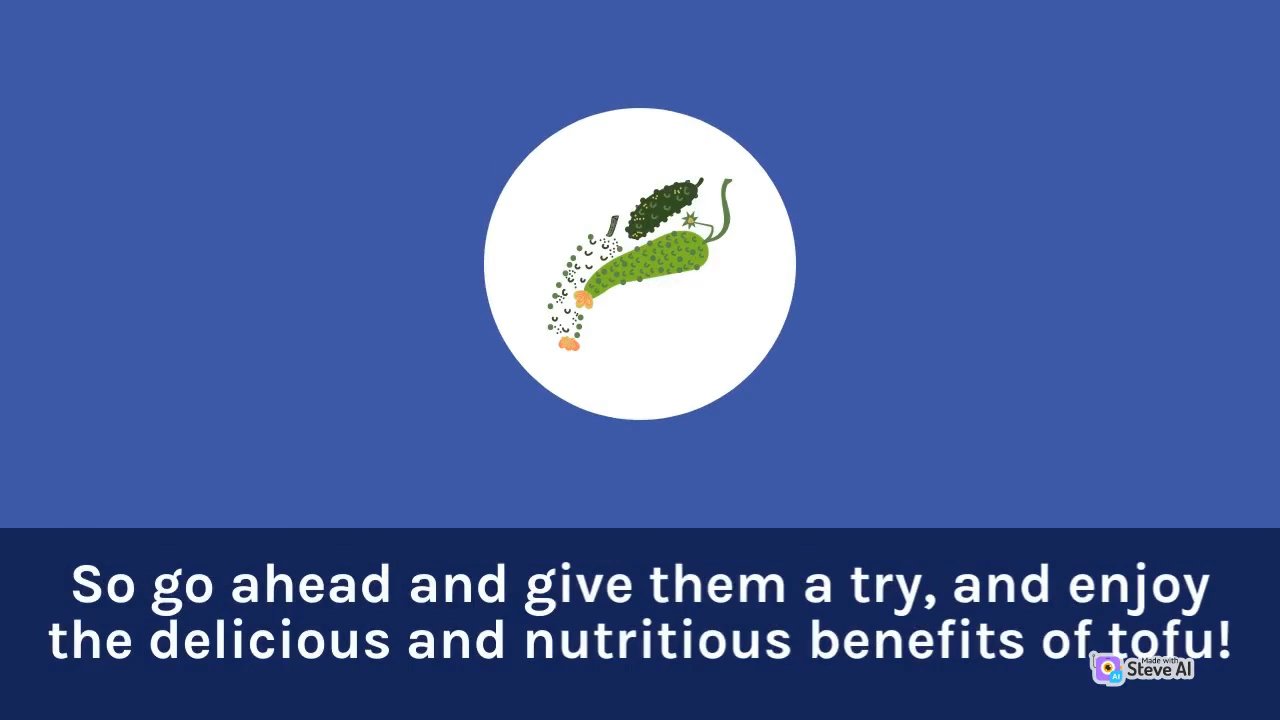 So go ahead and give them a try, and enjoy
the delicious and nutritious benefits of tofu!
Made with
Steve AI
AI